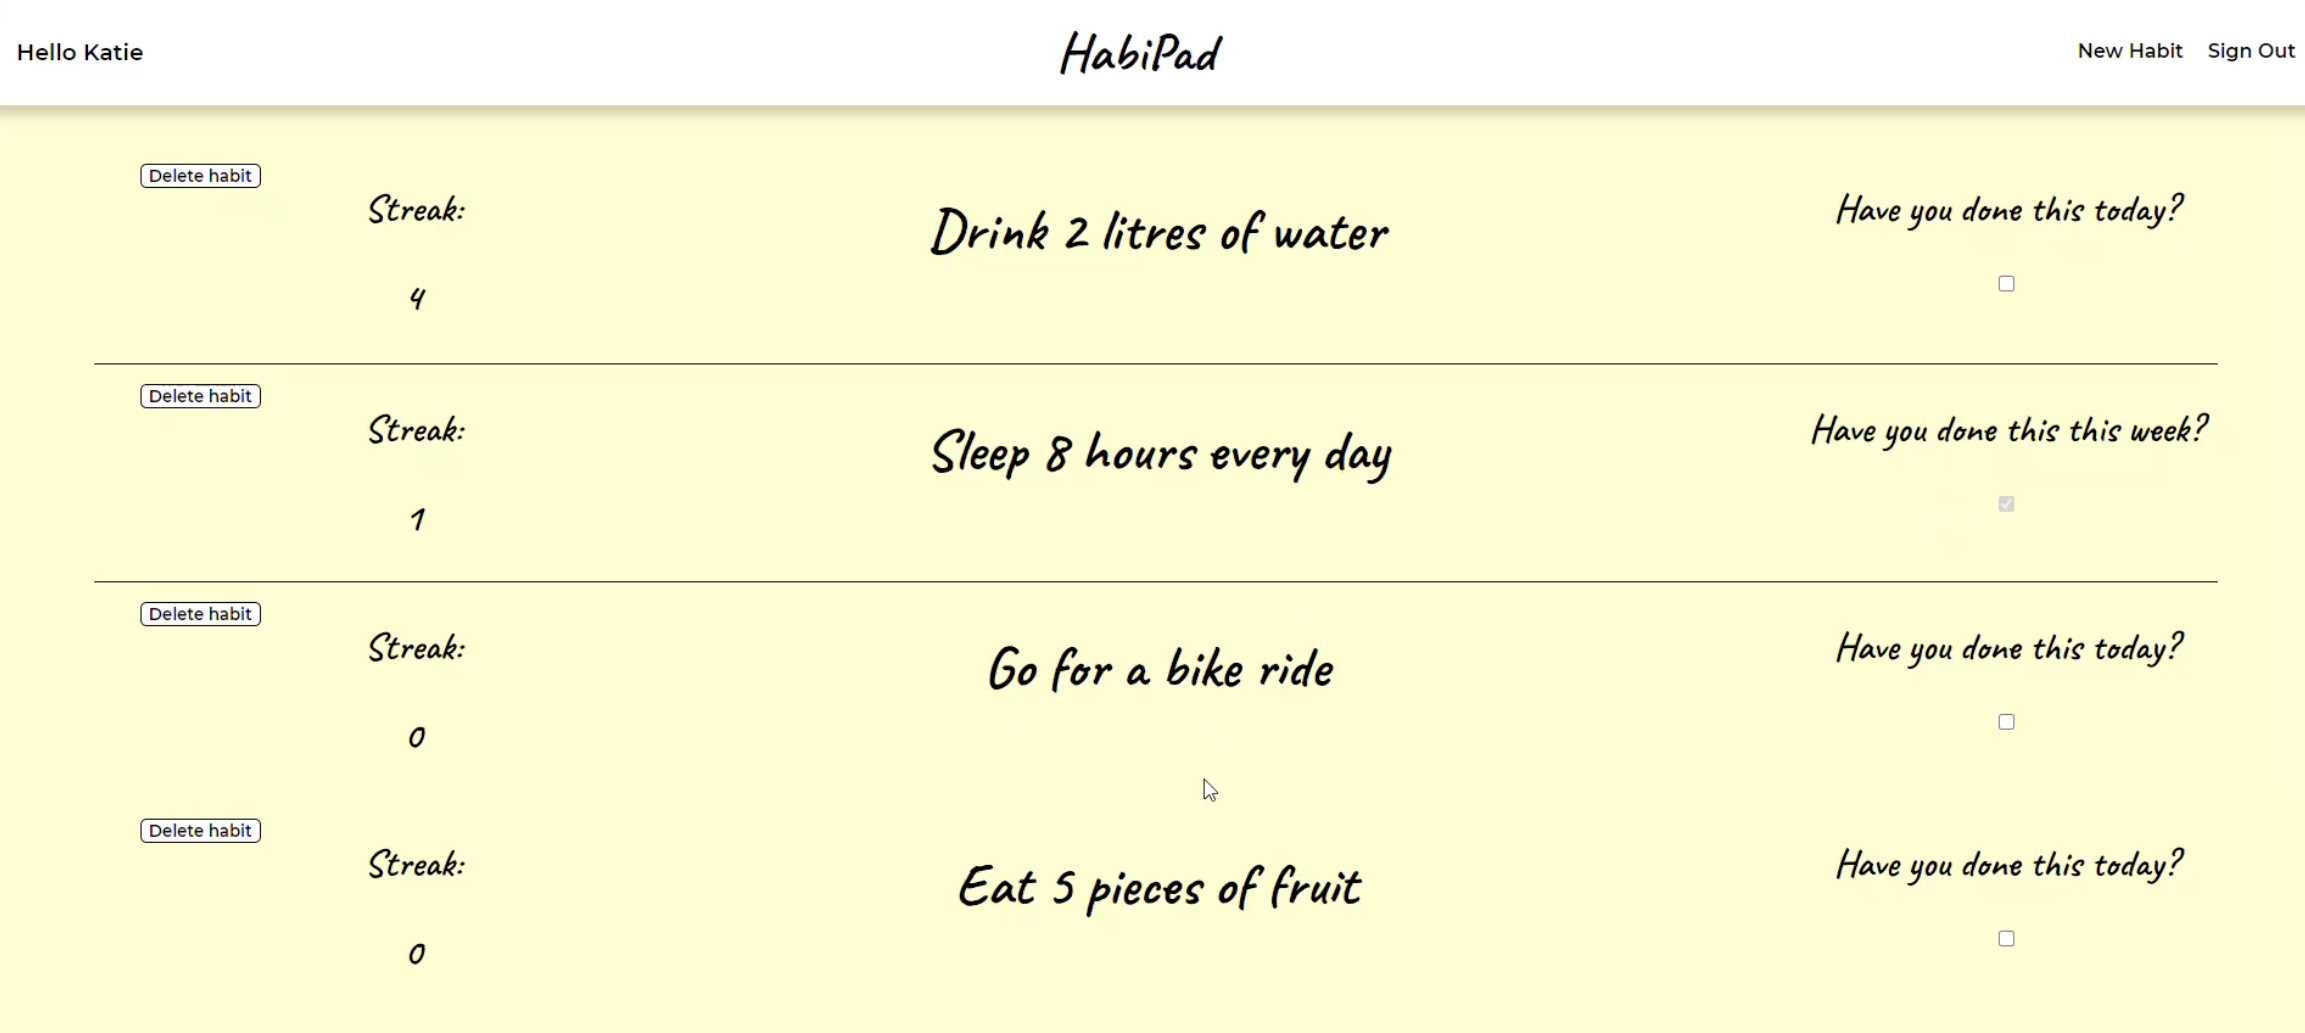 Hello Katie
HabiPad
New Habit
Sign Out
Delete habit
Streak:
4
Drink 2 litres of water
Have you done this today?
Delete habit
Streak:
1
Sleep 8 hours every day
Have you done this this week?
Delete habit
Streak:
0
Go for a bike ride
Have you done this today?
Delete habit
Streak:
0
Eat 5 pieces of fruit
Have you done this today?